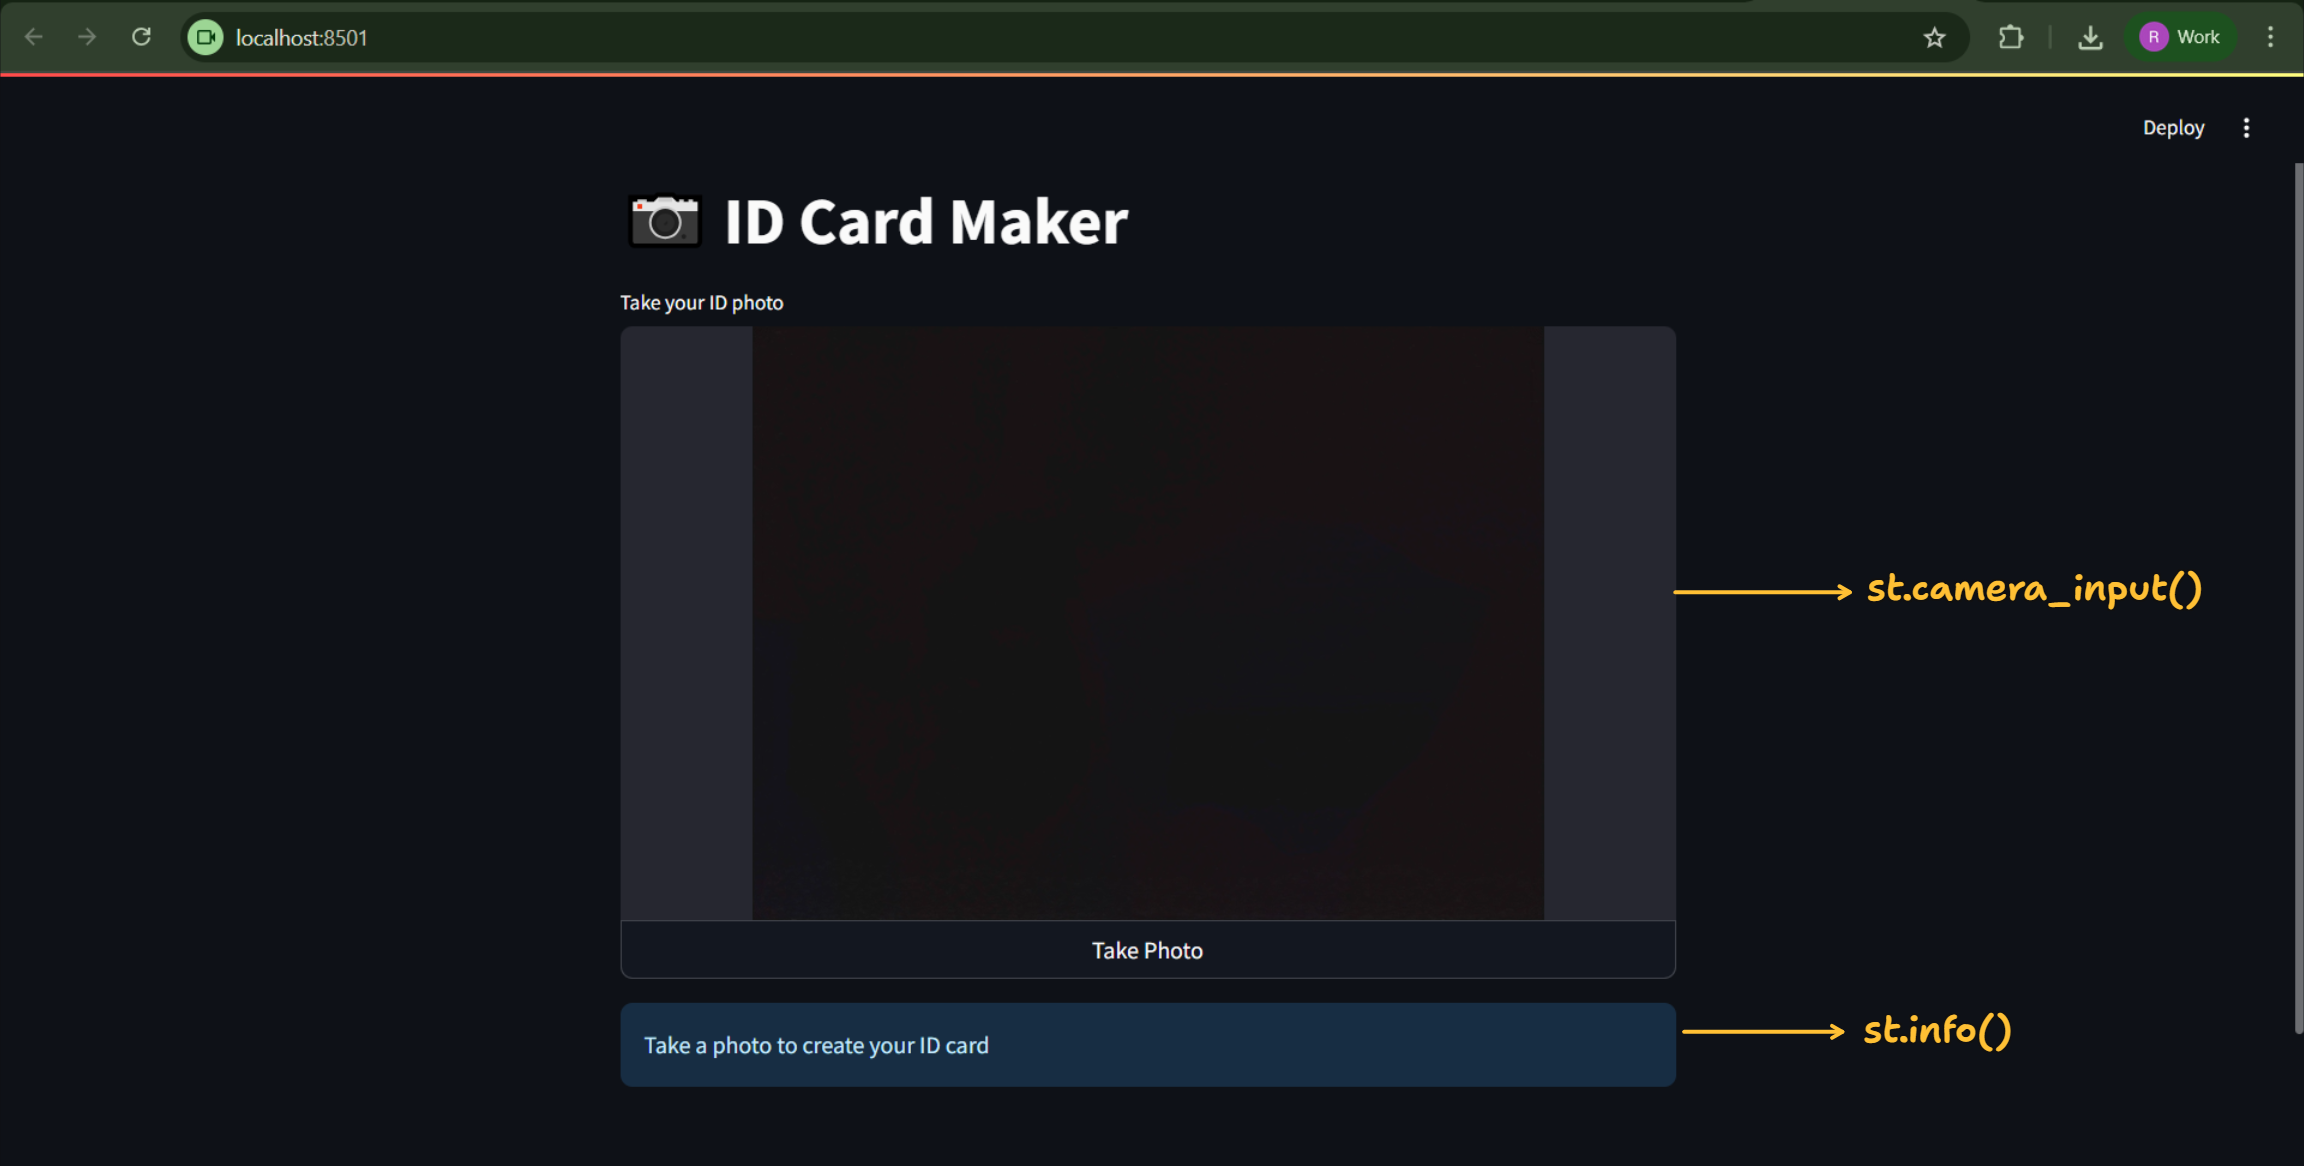 localhost:8501
R Work
Deploy
ID Card Maker
Take your ID photo
st.camera_input()
Take Photo
Take a photo to create your ID card
st.info()